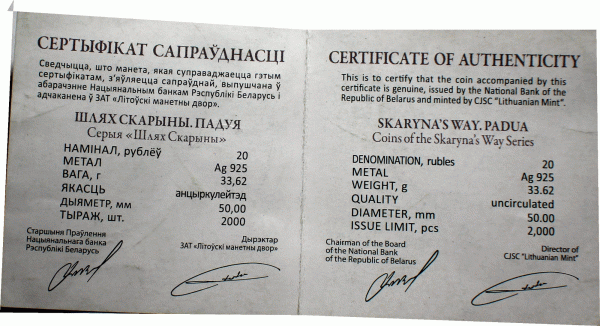 СЕРТЫФІКАТ САПРАЎДНАСЦІ
Сведчыцца, што манета, якая суправаджаецца гэтым
сертыфікатам, з'яўляецца сапраўднай, выпушчана ў
абарачэнне Нацыянальным банкам Рэспублікі Беларусь і
адчаканена ў ЗАТ «Літоўскі манетны двор».
ШЛЯХ СКАРЫНЫ. ПАДУЯ
Серыя «Шлях Скарыны»
НАМІНАЛ, рублёў 20
МЕТАЛ Ag 925
ВАГА, г 33,62
ЯКАСЦЬ анцыркулейтэд
ДЫЯМЕТР, мм 50,00
ТЫРАЖ, шт. 2000
Старшыня Праўлення
Нацыянальнага банка
Рэспублікі Беларусь
Дырэктар
ЗАТ «Літоўскі манетны двор»
CERTIFICATE OF AUTHENTICITY
This is to certify that the coin accompanied by this
certificate is genuine, issued by the National Bank of the
Republic of Belarus and minted by CJSC "Lithuanian Mint".
SKARYNA'S WAY. PADUA
Coins of the Skaryna's Way Series
DENOMINATION, rubles 20
METAL Ag 925
WEIGHT, g 33.62
QUALITY uncirculated
DIAMETER, mm 50.00
ISSUE LIMIT, pcs 2,000
Chairman of the Board
of the National Bank
of the Republic of Belarus
Director of
CJSC "Lithuanian Mint"